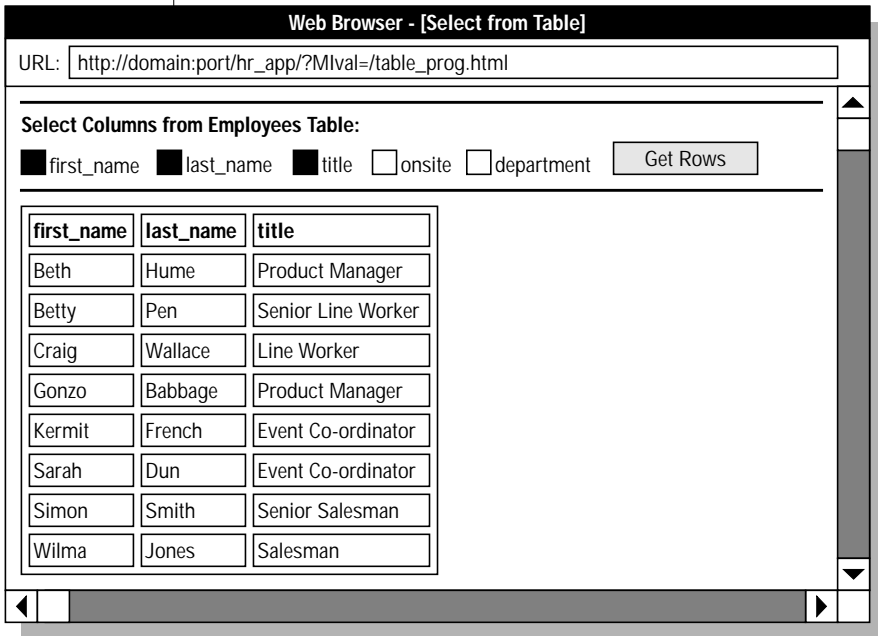 Web Browser - [Select from Table]
URL: http://domain:port/hr_app/?MIval=/table_prog.html
Select Columns from Employees Table:
first_name last_name title onsite department Get Rows
first_name last_name title
Beth Hume Product Manager
Betty Pen Senior Line Worker
Craig Wallace Line Worker
Gonzo Babbage Product Manager
Kermit French Event Co-ordinator
Sarah Dun Event Co-ordinator
Simon Smith Senior Salesman
Wilma Jones Salesman